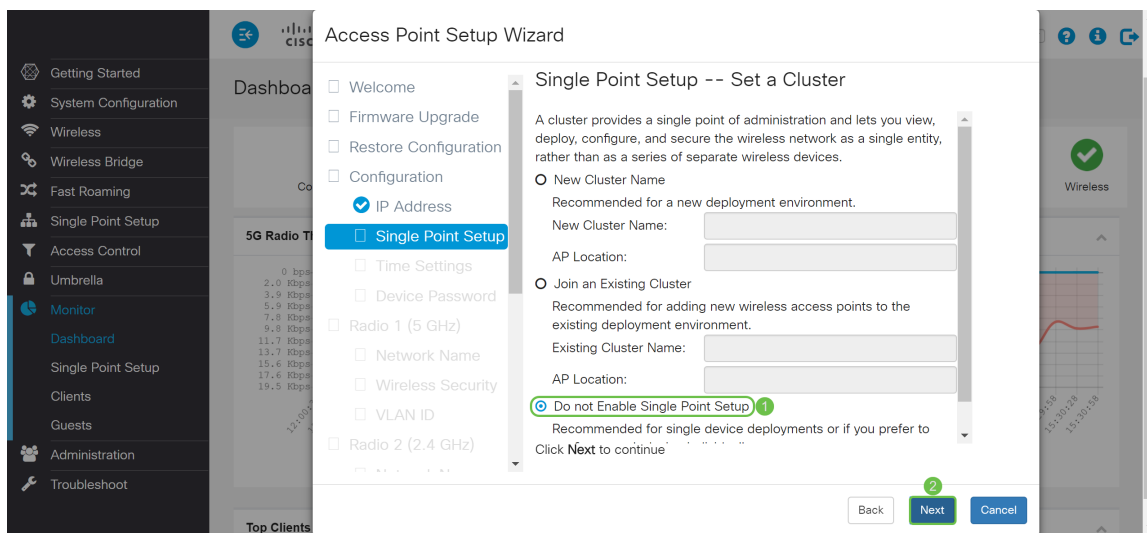 cisc
Access Point Setup Wizard
Getting Started
System Configuration
Wireless
Wireless Bridge
Fast Roaming
Single Point Setup
Access Control
Umbrella
Monitor
Dashboard
Single Point Setup
Clients
Guests
Administration
Troubleshoot
Dashboa
Co
5G Radio Th
0 bps
2.0 Kbps
3.9 Kbps
5.9 Kbps
7.8 Kbps
9.8 Kbps
11.7 Kbps
13.7 Kbps
15.6 Kbps
17.6 Kbps
19.5 Kbps
Top Clients
Welcome
Firmware Upgrade
Restore Configuration
Configuration
IP Address
Single Point Setup
Time Settings
Device Password
Radio 1 (5 GHz)
Network Name
Wireless Security
VLAN ID
Radio 2 (2.4 GHz)
Single Point Setup -- Set a Cluster
A cluster provides a single point of administration and lets you view,
deploy, configure, and secure the wireless network as a single entity,
rather than as a series of separate wireless devices.
New Cluster Name
Recommended for a new deployment environment.
New Cluster Name:
AP Location:
Join an Existing Cluster
Recommended for adding new wireless access points to the
existing deployment environment.
Existing Cluster Name:
AP Location:
Do not Enable Single Point Setup 1
Recommended for single device deployments or if you prefer to
Click Next to continue
2
Back Next Cancel
Wireless
15:30:28
15:30:58